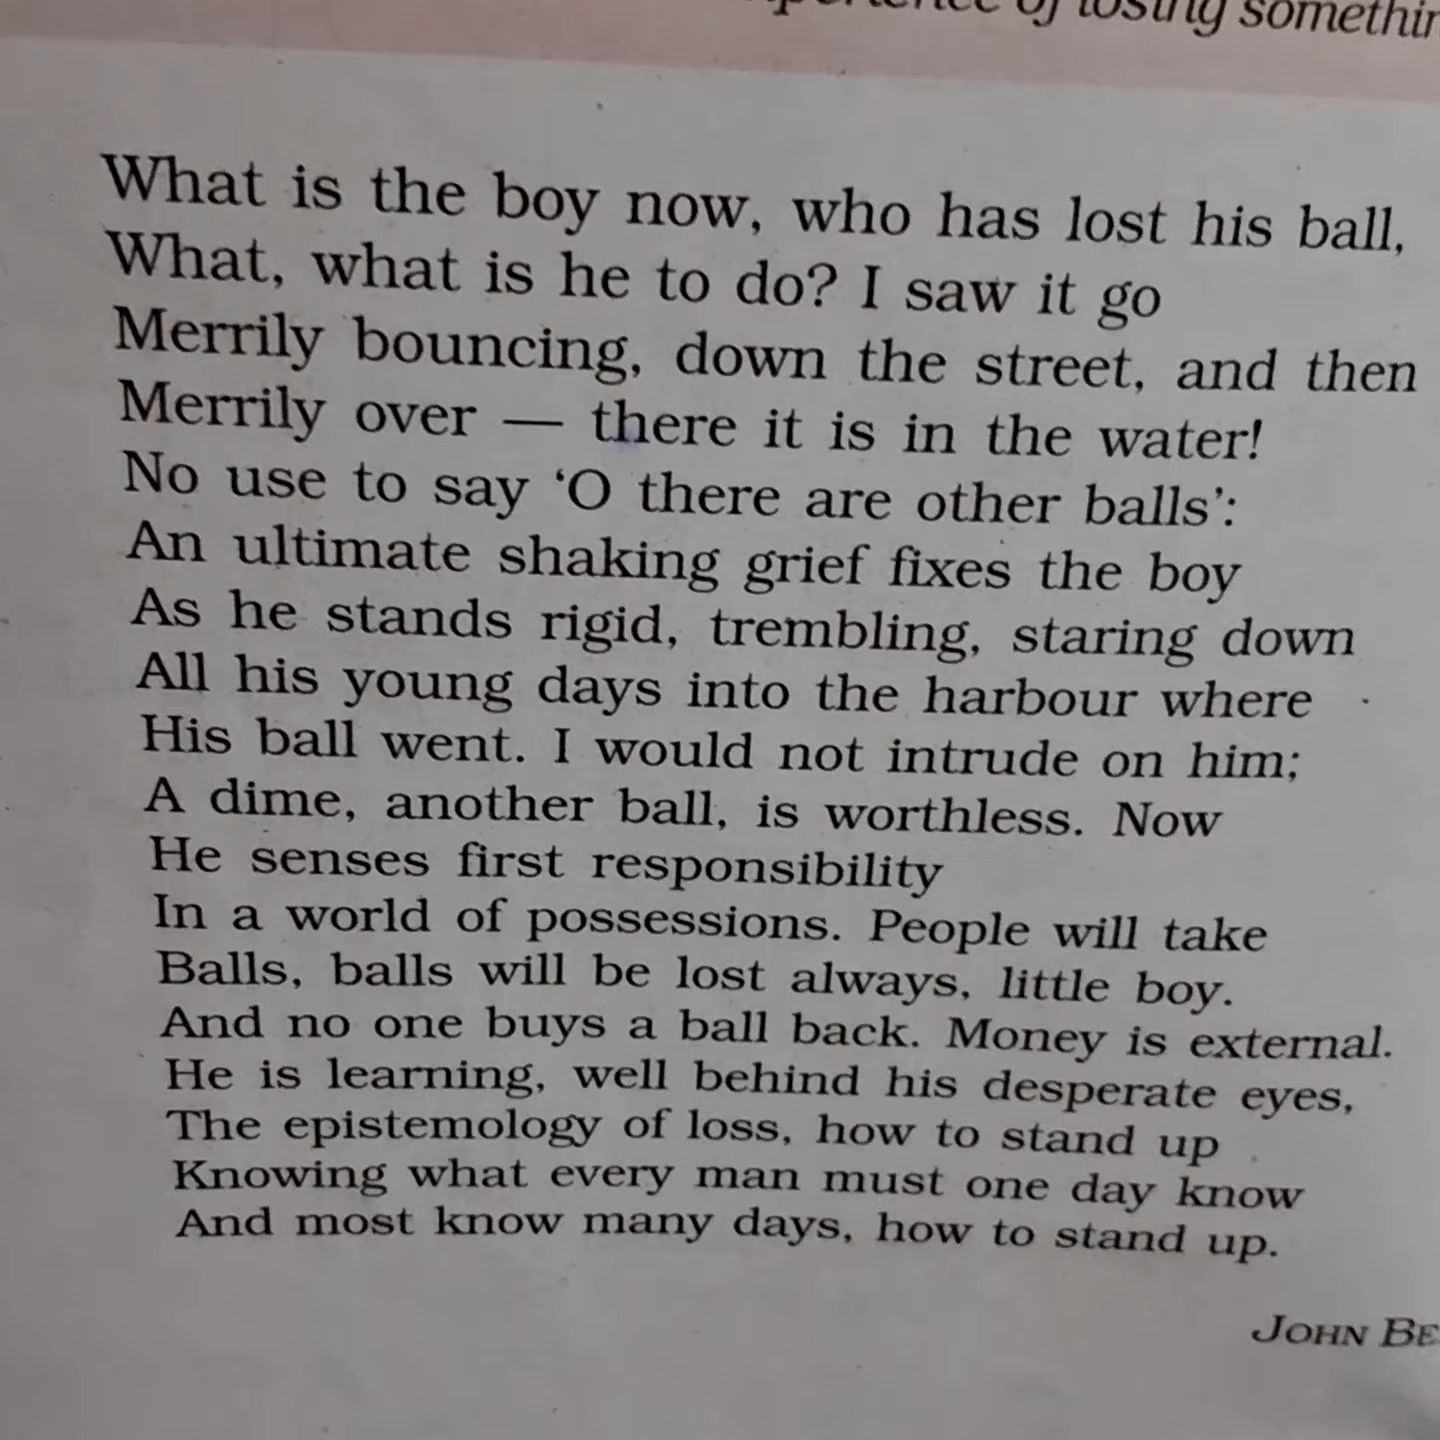 of losing
What is the boy now, who has lost his ball,
What, what is he to do? I saw it go
Merrily bouncing, down the street, and then
Merrily over — there it is in the water!
No use to say ‘O there are other balls’:
An ultimate shaking grief fixes the boy
As he stands rigid, trembling, staring down
All his young days into the harbour where
His ball went. I would not intrude on him;
A dime, another ball, is worthless. Now
He senses first responsibility
In a world of possessions. People will take
Balls, balls will be lost always, little boy.
And no one buys a ball back. Money is external.
He is learning, well behind his desperate eyes,
The epistemology of loss, how to stand up
Knowing what every man must one day know
And most know many days, how to stand up.
JOHN